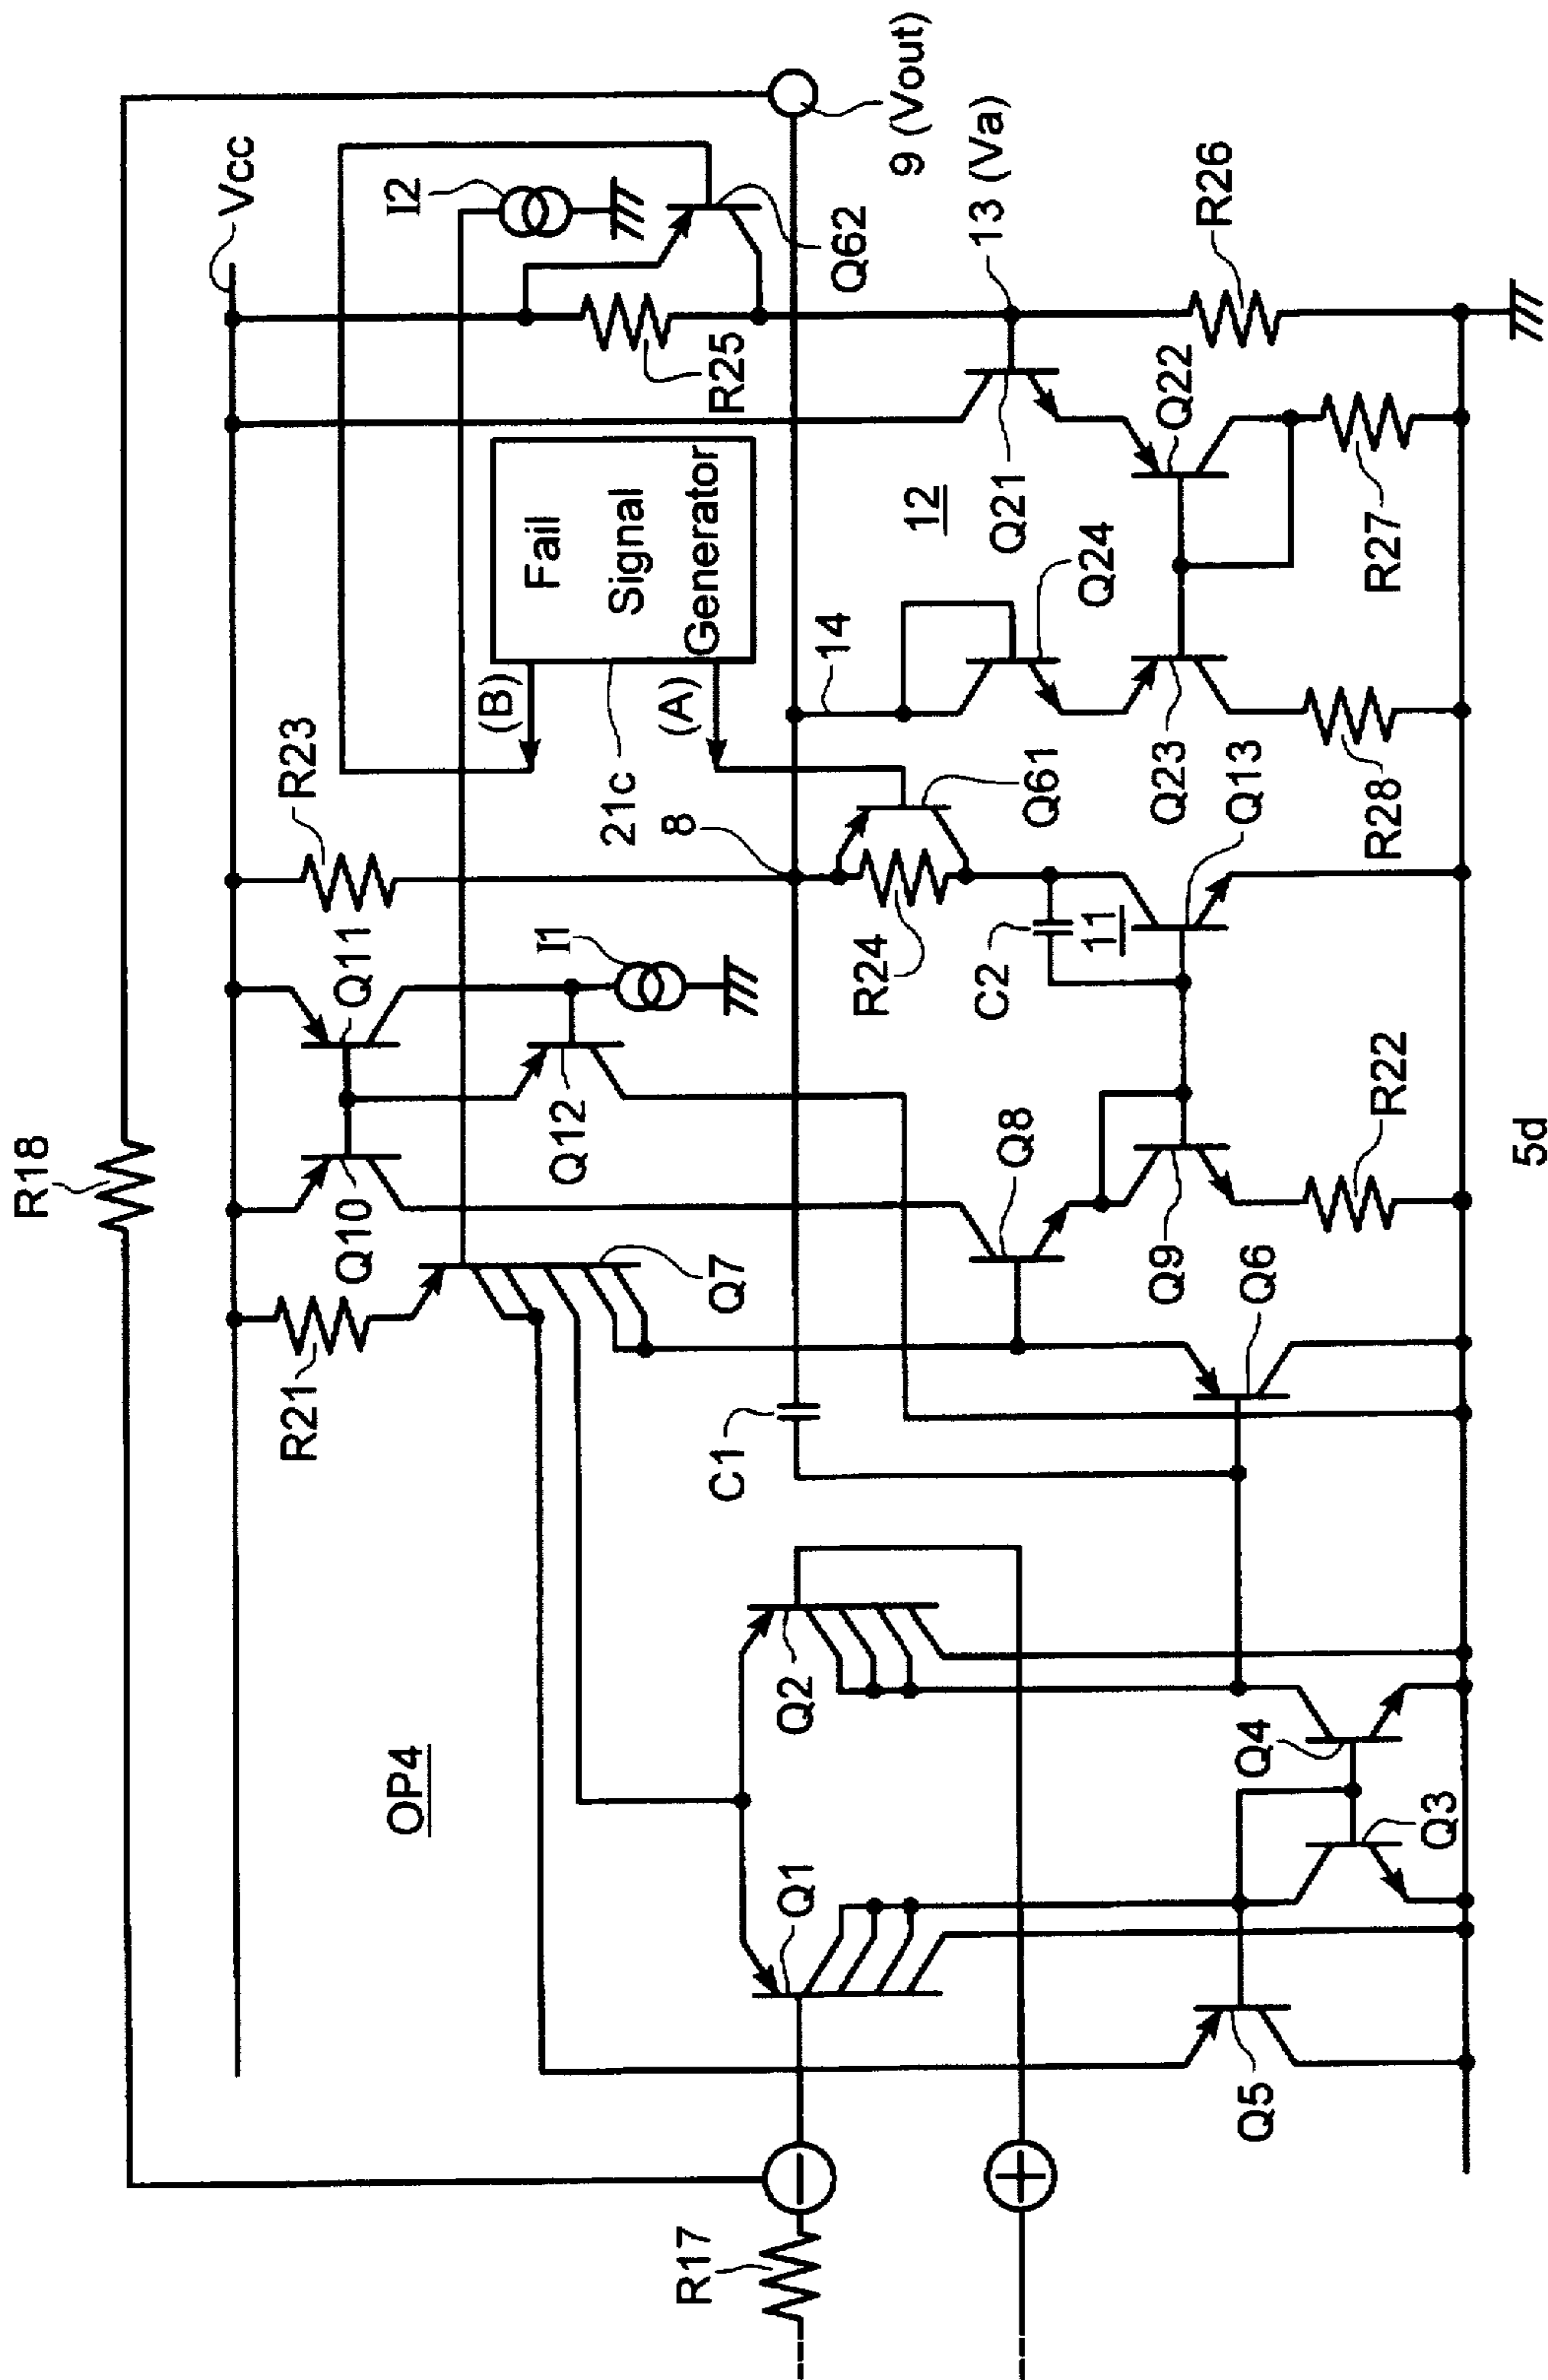 R18
Vcc
R23
I2
Q11
Q10
R21
I1
Q12
(B)
Fail
Signal
Generator
(A)
21c
8
R25
Q62
9 (Vout)
OP4
Q7
C1
R24
Q61
14
12
13 (Va)
Q1
Q2
Q8
C2
11
Q24
Q21
R17
Q22
R26
Q9
Q23
Q13
Q6
Q4
Q5
Q3
R22
R28
R27
5d